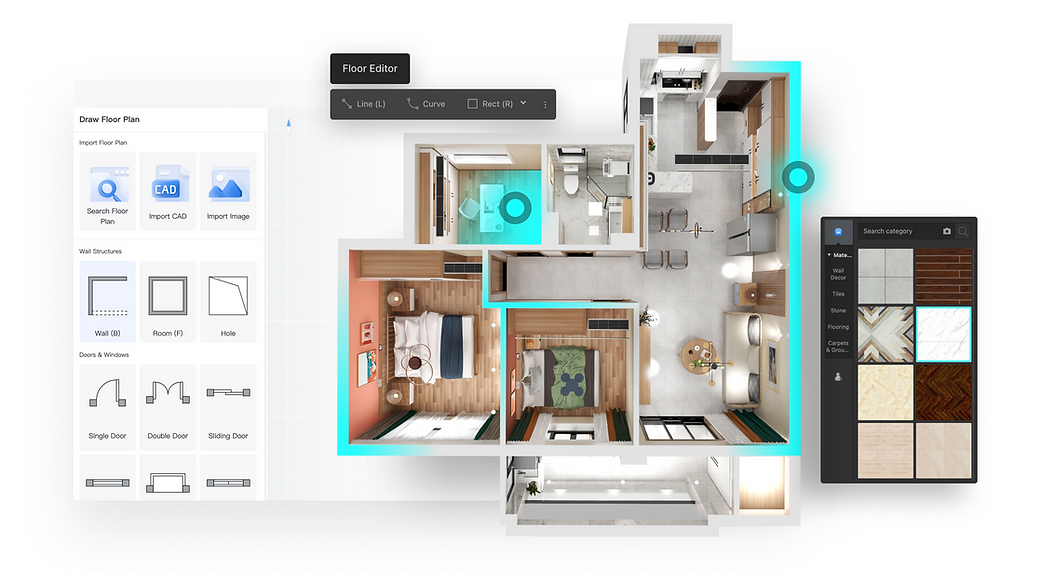 Floor Editor
Line (L)
Curve
Rect (R)
Draw Floor Plan
Import Floor Plan
Search Floor
Plan
Import CAD
Import Image
CAD
Wall Structures
Wall (B)
Room (F)
Hole
Doors & Windows
Single Door
Double Door
Sliding Door
Search category
Mate...
Wall
Decor
Tiles
Stone
Flooring
Carpets
& Grou...